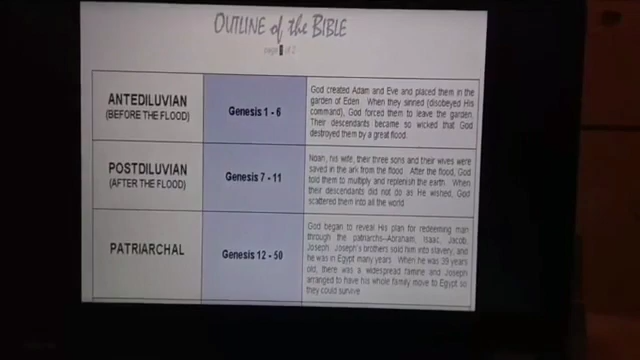 OUTLINE of the BIBLE
page of 2
ANTEDILUVIAN
(BEFORE THE FLOOD)
Genesis 1 - 6
God created Adam and Eve and placed them in the
garden of Eden. When they sinned (disobeyed His
command), God forced them to leave the garden.
Their descendants became so wicked that God
destroyed them by a great flood.
POSTDILUVIAN
(AFTER THE FLOOD)
Genesis 7 - 11
Noah, his wife, their three sons and their wives were
saved in the ark from the flood. After the flood, God
told them to multiply and replenish the earth. When
their descendants did not do as He wished, God
scattered them into all the world.
PATRIARCHAL
Genesis 12 - 50
God began to reveal His plan for redeeming man
through the patriarchs--Abraham, Isaac, Jacob,
Joseph. Joseph's brothers sold him into slavery, and
he was in Egypt many years. When he was 39 years
old, there was a widespread famine and Joseph
arranged to have his whole family move to Egypt so
they could survive.